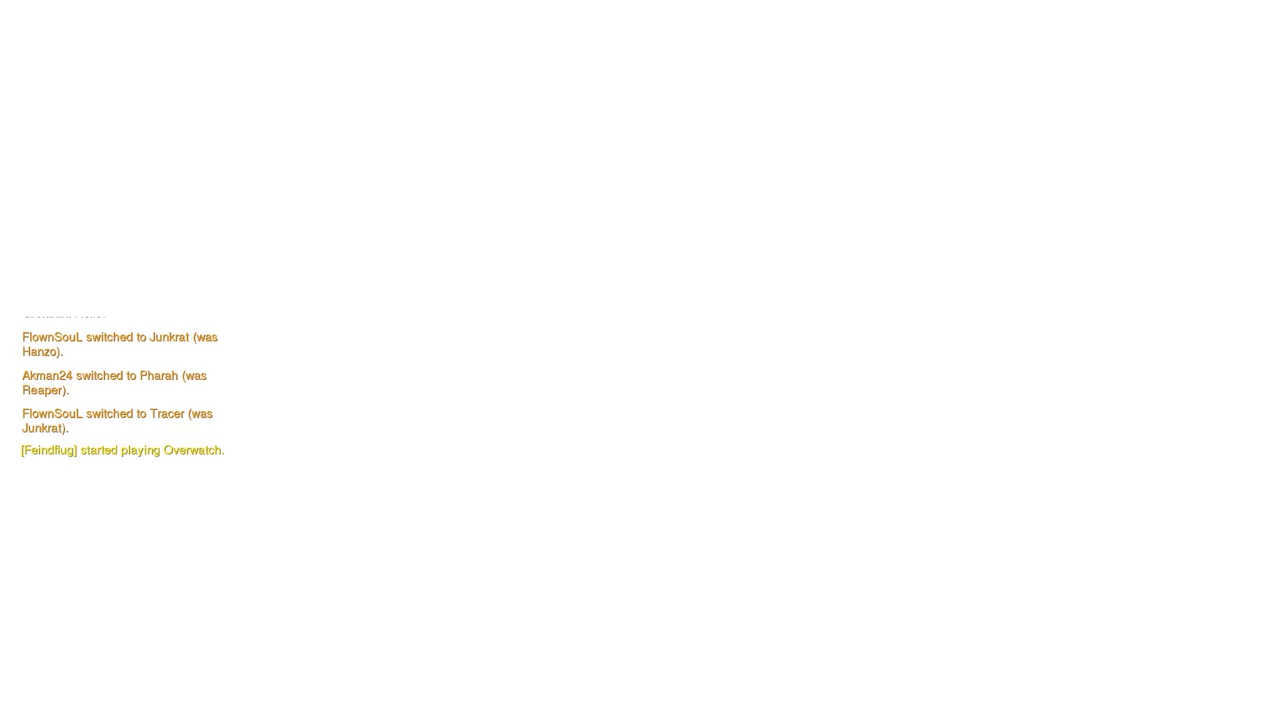 FlownSouL switched to Junkrat (was
Hanzo).
Akman24 switched to Pharah (was
Reaper).
FlownSouL switched to Tracer (was
Junkrat).
[Feindflug] started playing Overwatch.